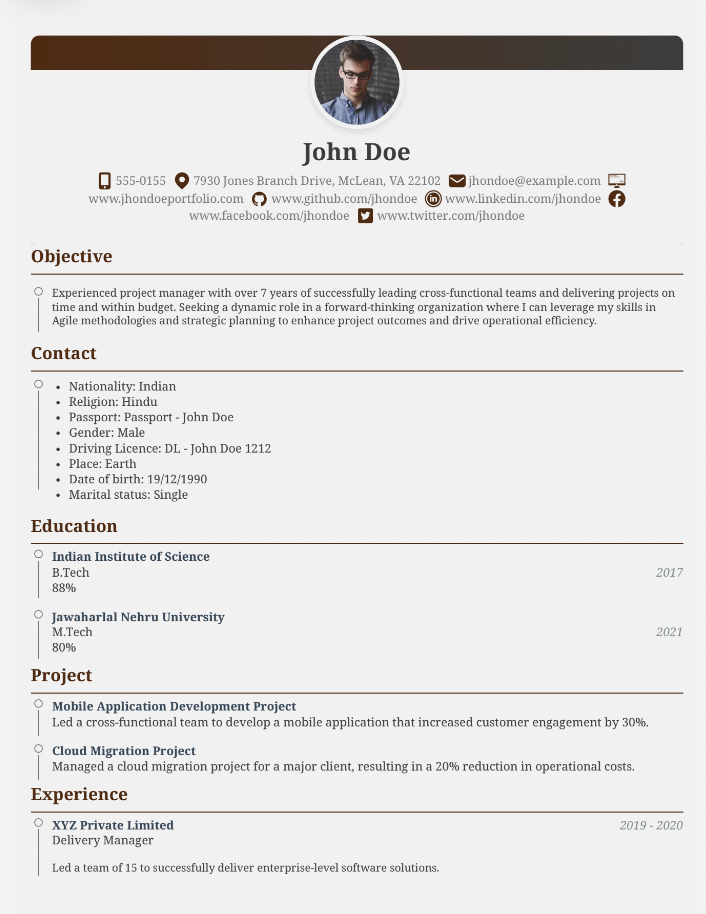 John Doe
555-0155 7930 Jones Branch Drive, McLean, VA 22102 jhondoe@example.com
www.jhondoeportfolio.com www.github.com/jhondoe www.linkedin.com/jhondoe
www.facebook.com/jhondoe www.twitter.com/jhondoe
Objective
Experienced project manager with over 7 years of successfully leading cross-functional teams and delivering projects on
time and within budget. Seeking a dynamic role in a forward-thinking organization where I can leverage my skills in
Agile methodologies and strategic planning to enhance project outcomes and drive operational efficiency.
Contact
• Nationality: Indian
• Religion: Hindu
• Passport: Passport - John Doe
• Gender: Male
• Driving Licence: DL - John Doe 1212
• Place: Earth
• Date of birth: 19/12/1990
• Marital status: Single
Education
Indian Institute of Science
B.Tech 2017
88%
Jawaharlal Nehru University
M.Tech 2021
80%
Project
Mobile Application Development Project
Led a cross-functional team to develop a mobile application that increased customer engagement by 30%.
Cloud Migration Project
Managed a cloud migration project for a major client, resulting in a 20% reduction in operational costs.
Experience
XYZ Private Limited 2019 - 2020
Delivery Manager
Led a team of 15 to successfully deliver enterprise-level software solutions.